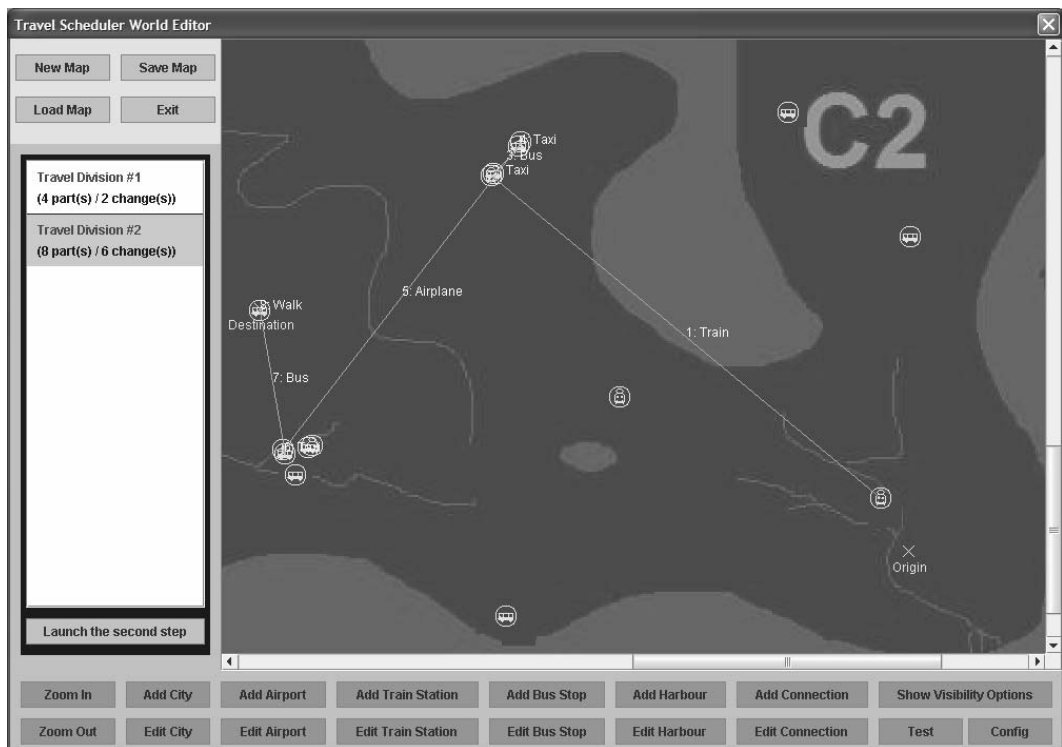 Travel Scheduler World Editor
New Map
Save Map
Load Map
Exit
Travel Division #1
(4 part(s) / 2 change(s))
Travel Division #2
(8 part(s) / 6 change(s))
Launch the second step
C2
Taxi
3: Bus
Taxi
5: Airplane
1: Train
8: Walk
Destination
7: Bus
Origin
Zoom In
Add City
Add Airport
Add Train Station
Add Bus Stop
Add Harbour
Add Connection
Show Visibility Options
Zoom Out
Edit City
Edit Airport
Edit Train Station
Edit Bus Stop
Edit Harbour
Edit Connection
Test
Config